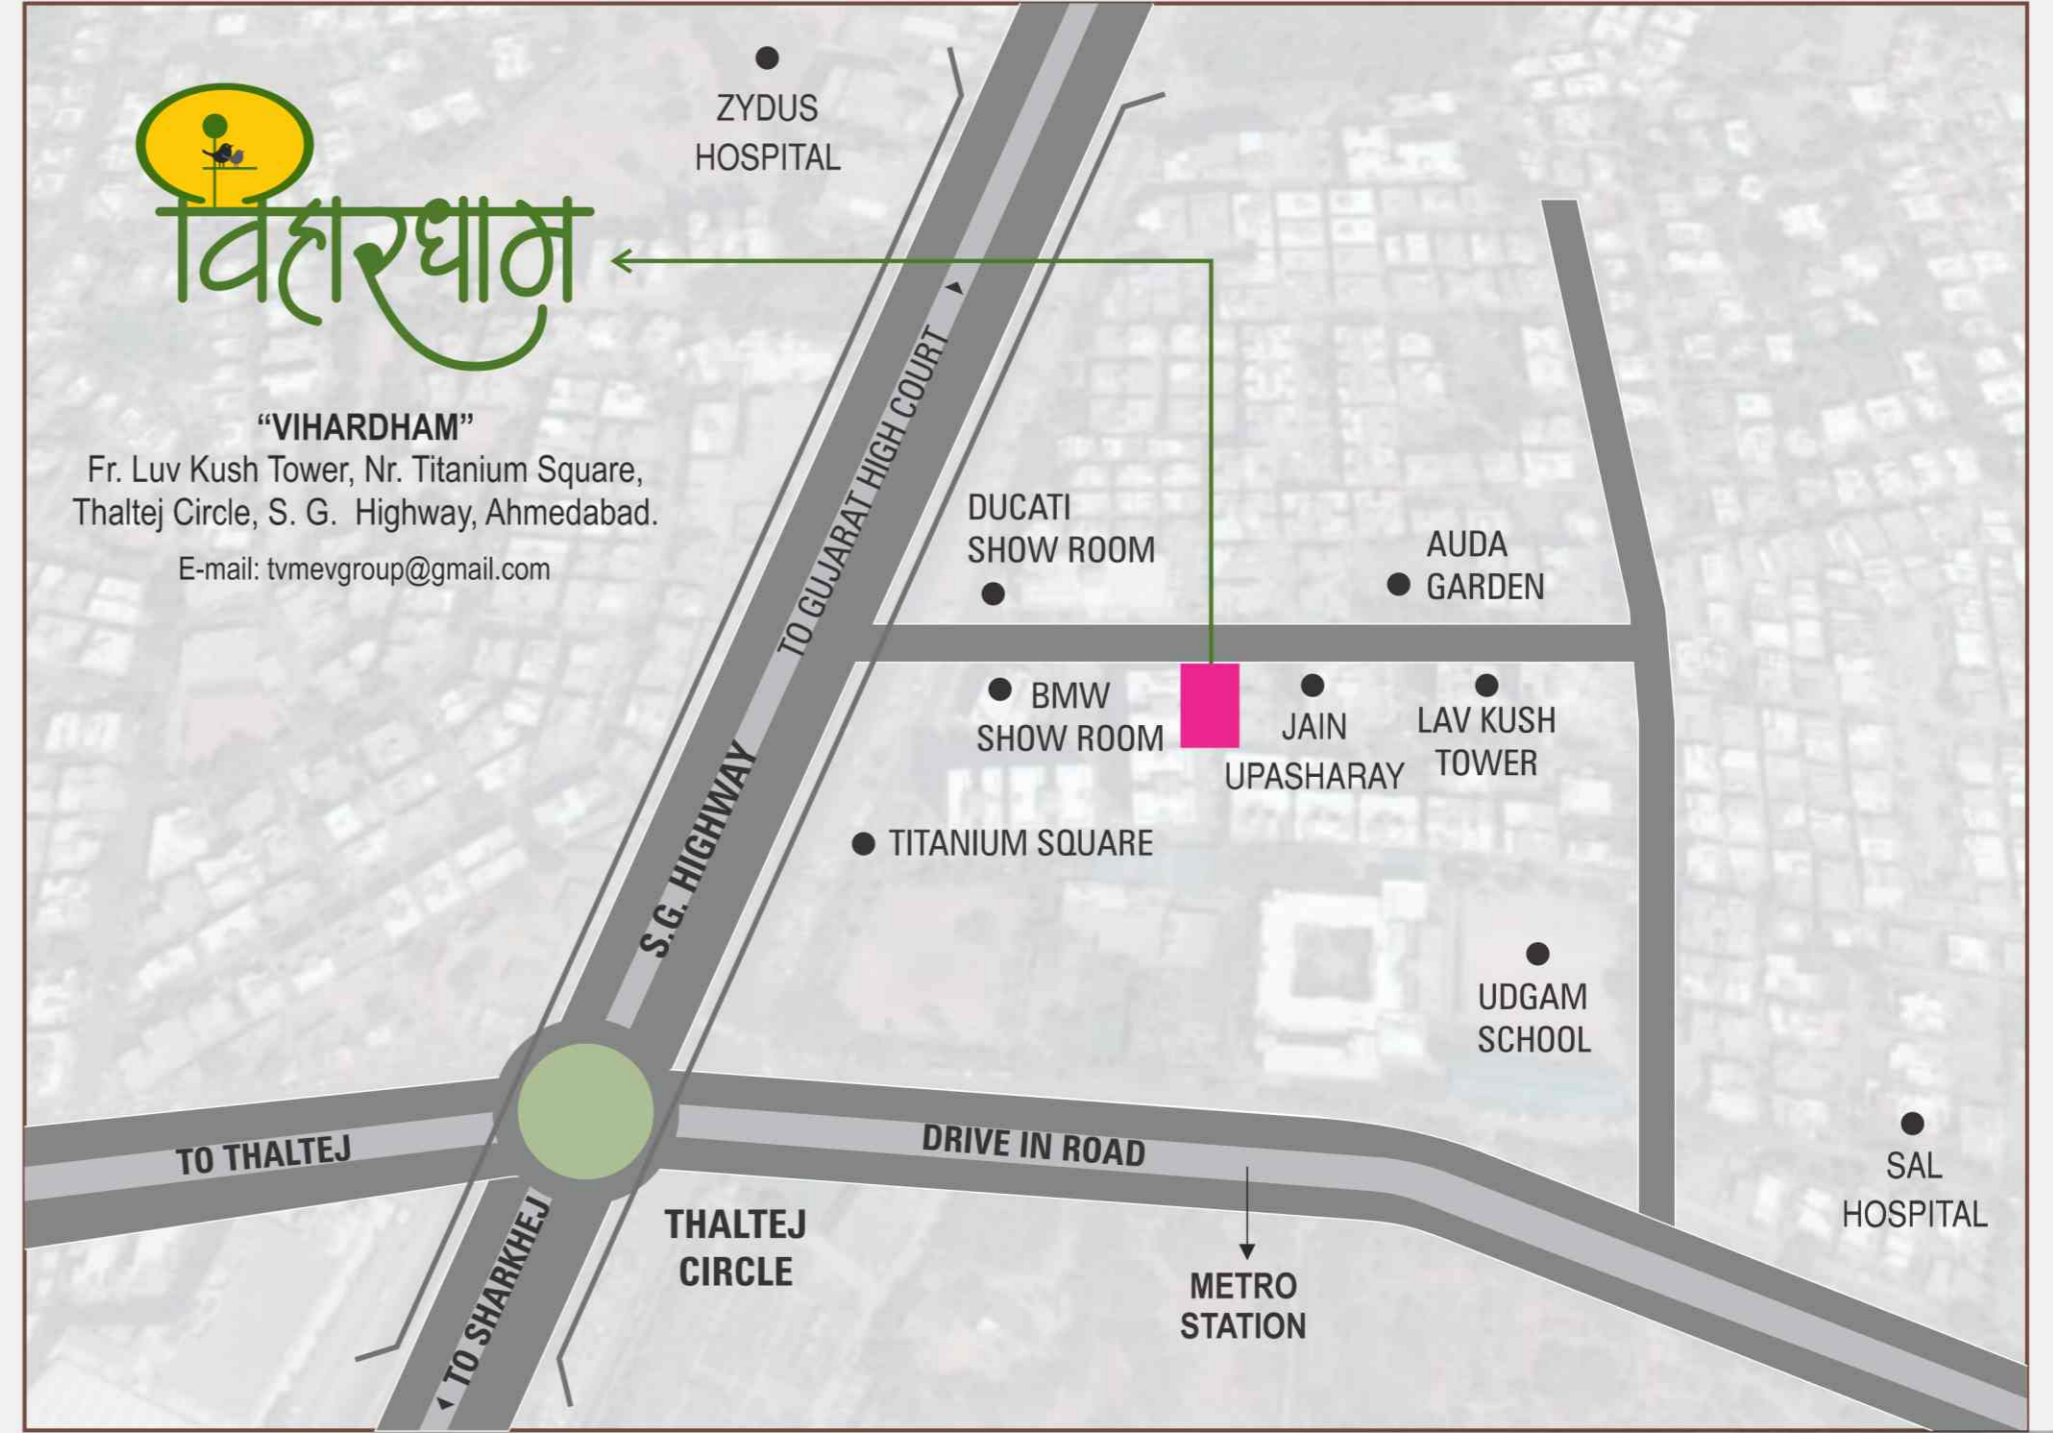 विहारधाम
“VIHARDHAM”
Fr. Luv Kush Tower, Nr. Titanium Square,
Thaltej Circle, S. G. Highway, Ahmedabad.
E-mail: tvmevgroup@gmail.com
ZYDUS
HOSPITAL
TO GUJARAT HIGH COURT
S.G. HIGHWAY
DUCATI
SHOW ROOM
AUDA
GARDEN
BMW
SHOW ROOM
JAIN
UPASHARAY
LAV KUSH
TOWER
TITANIUM SQUARE
UDGAM
SCHOOL
SAL
HOSPITAL
TO THALTEJ
DRIVE IN ROAD
THALTEJ
CIRCLE
METRO
STATION
TO SHARKHEJ